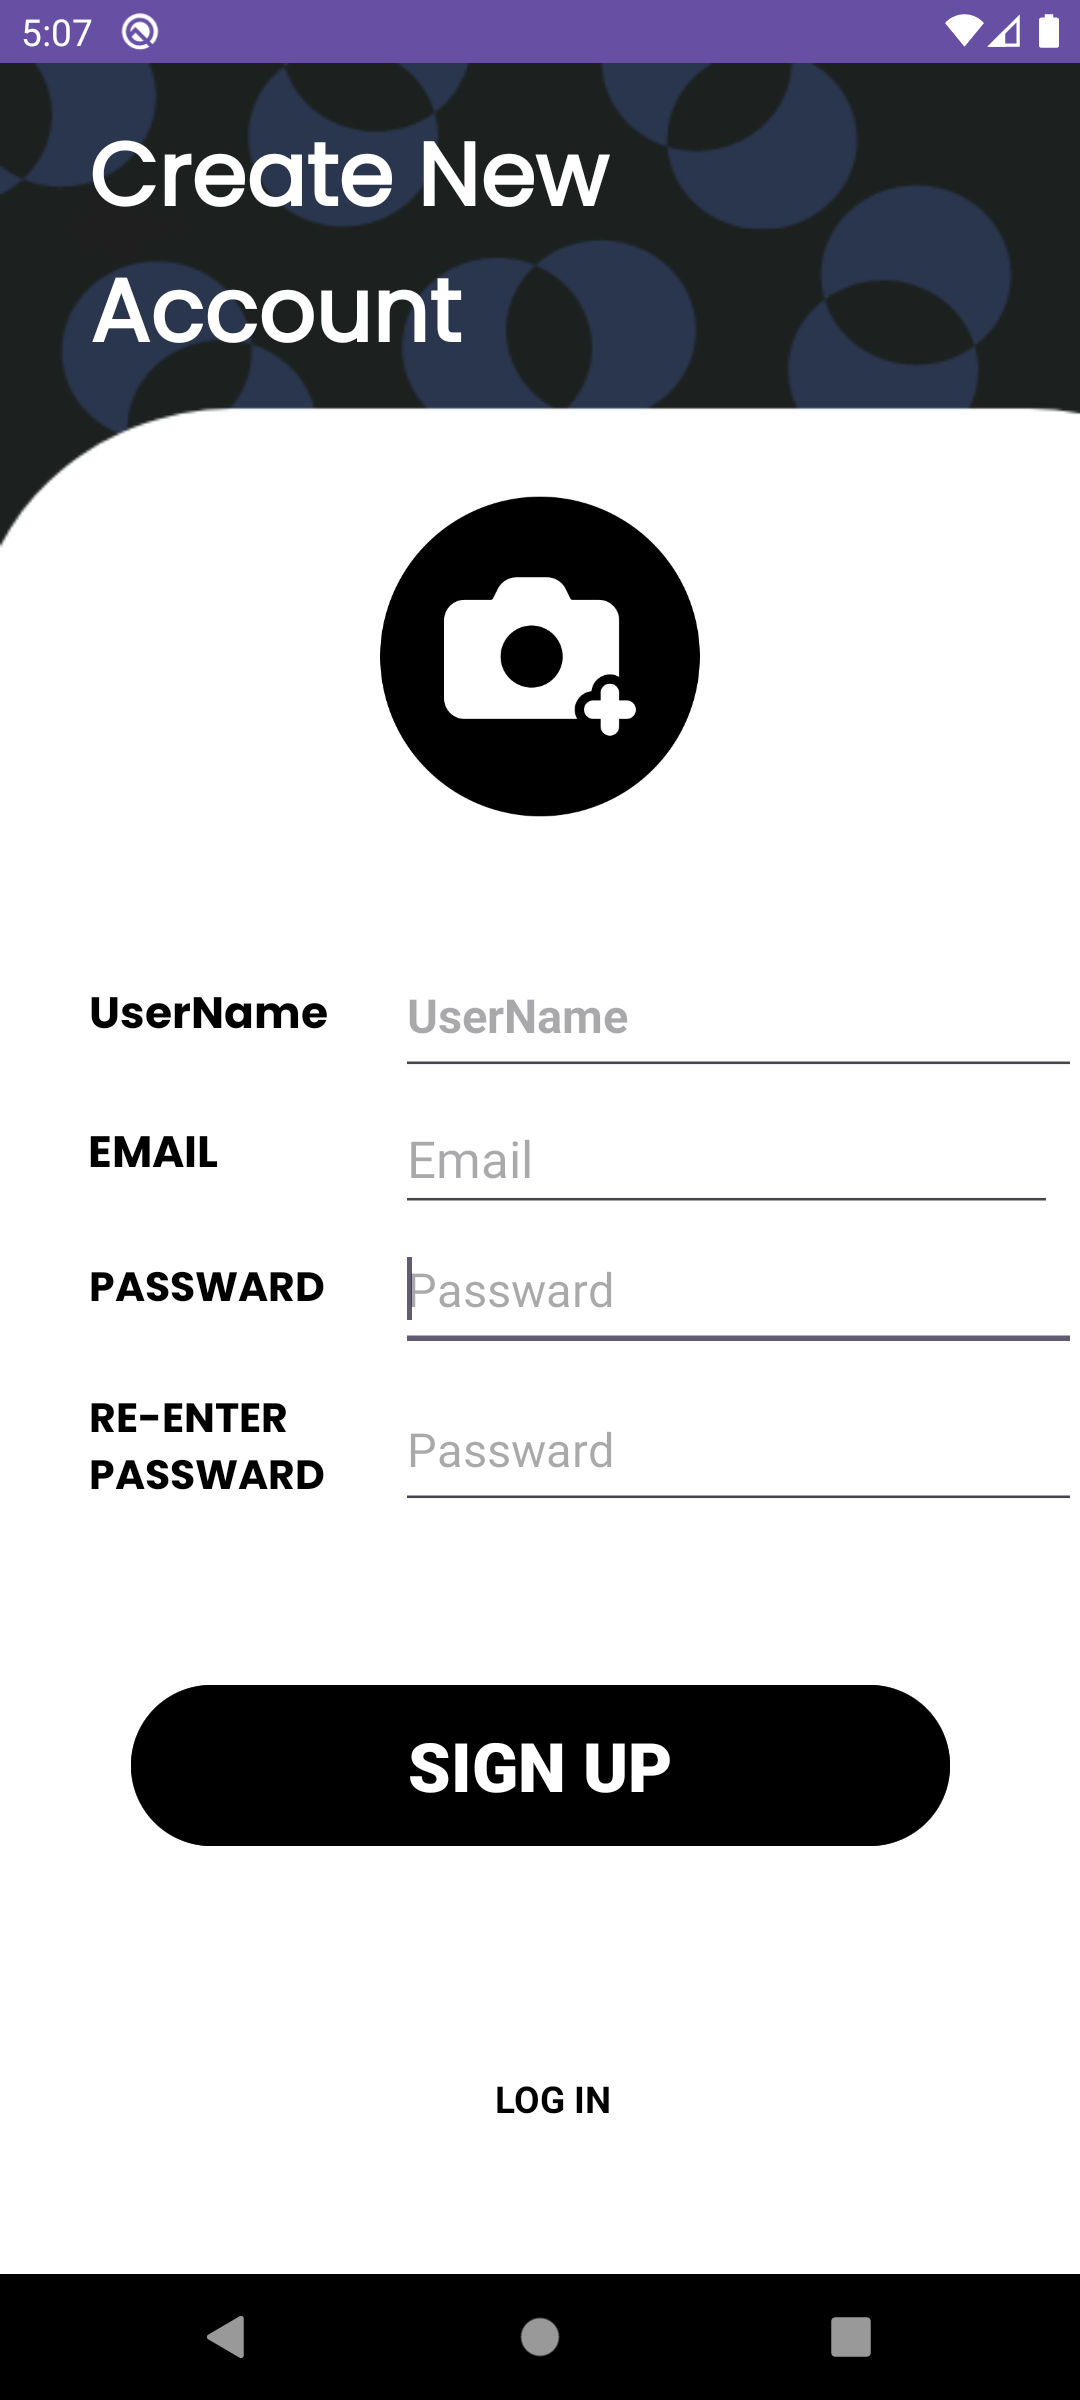 5:07
Create New
Account
UserName
UserName
EMAIL
Email
PASSWARD
Passward
RE-ENTER
PASSWARD
Passward
SIGN UP
LOG IN